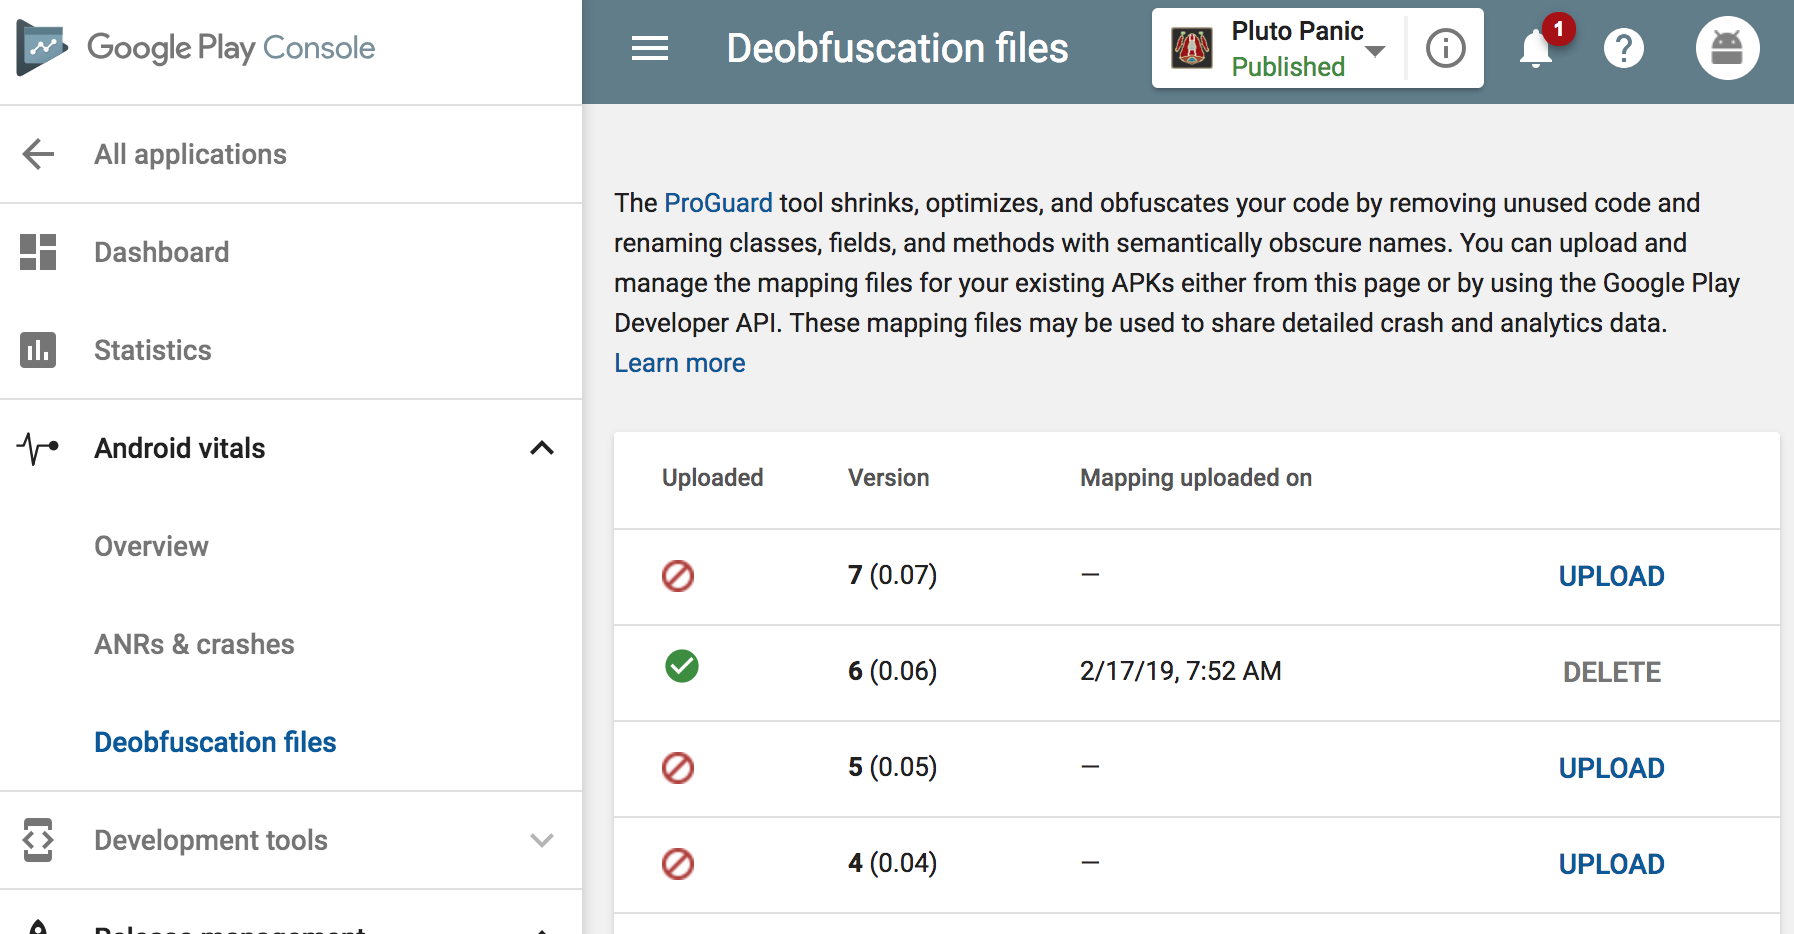 Google Play Console
All applications
Dashboard
Statistics
Android vitals
Overview
ANRs & crashes
Deobfuscation files
Development tools
Release management
Deobfuscation files
Pluto Panic
Published
1
The ProGuard tool shrinks, optimizes, and obfuscates your code by removing unused code and
renaming classes, fields, and methods with semantically obscure names. You can upload and
manage the mapping files for your existing APKs either from this page or by using the Google Play
Developer API. These mapping files may be used to share detailed crash and analytics data.
Learn more
Uploaded Version Mapping uploaded on
7 (0.07) — UPLOAD
6 (0.06) 2/17/19, 7:52 AM DELETE
5 (0.05) — UPLOAD
4 (0.04) — UPLOAD